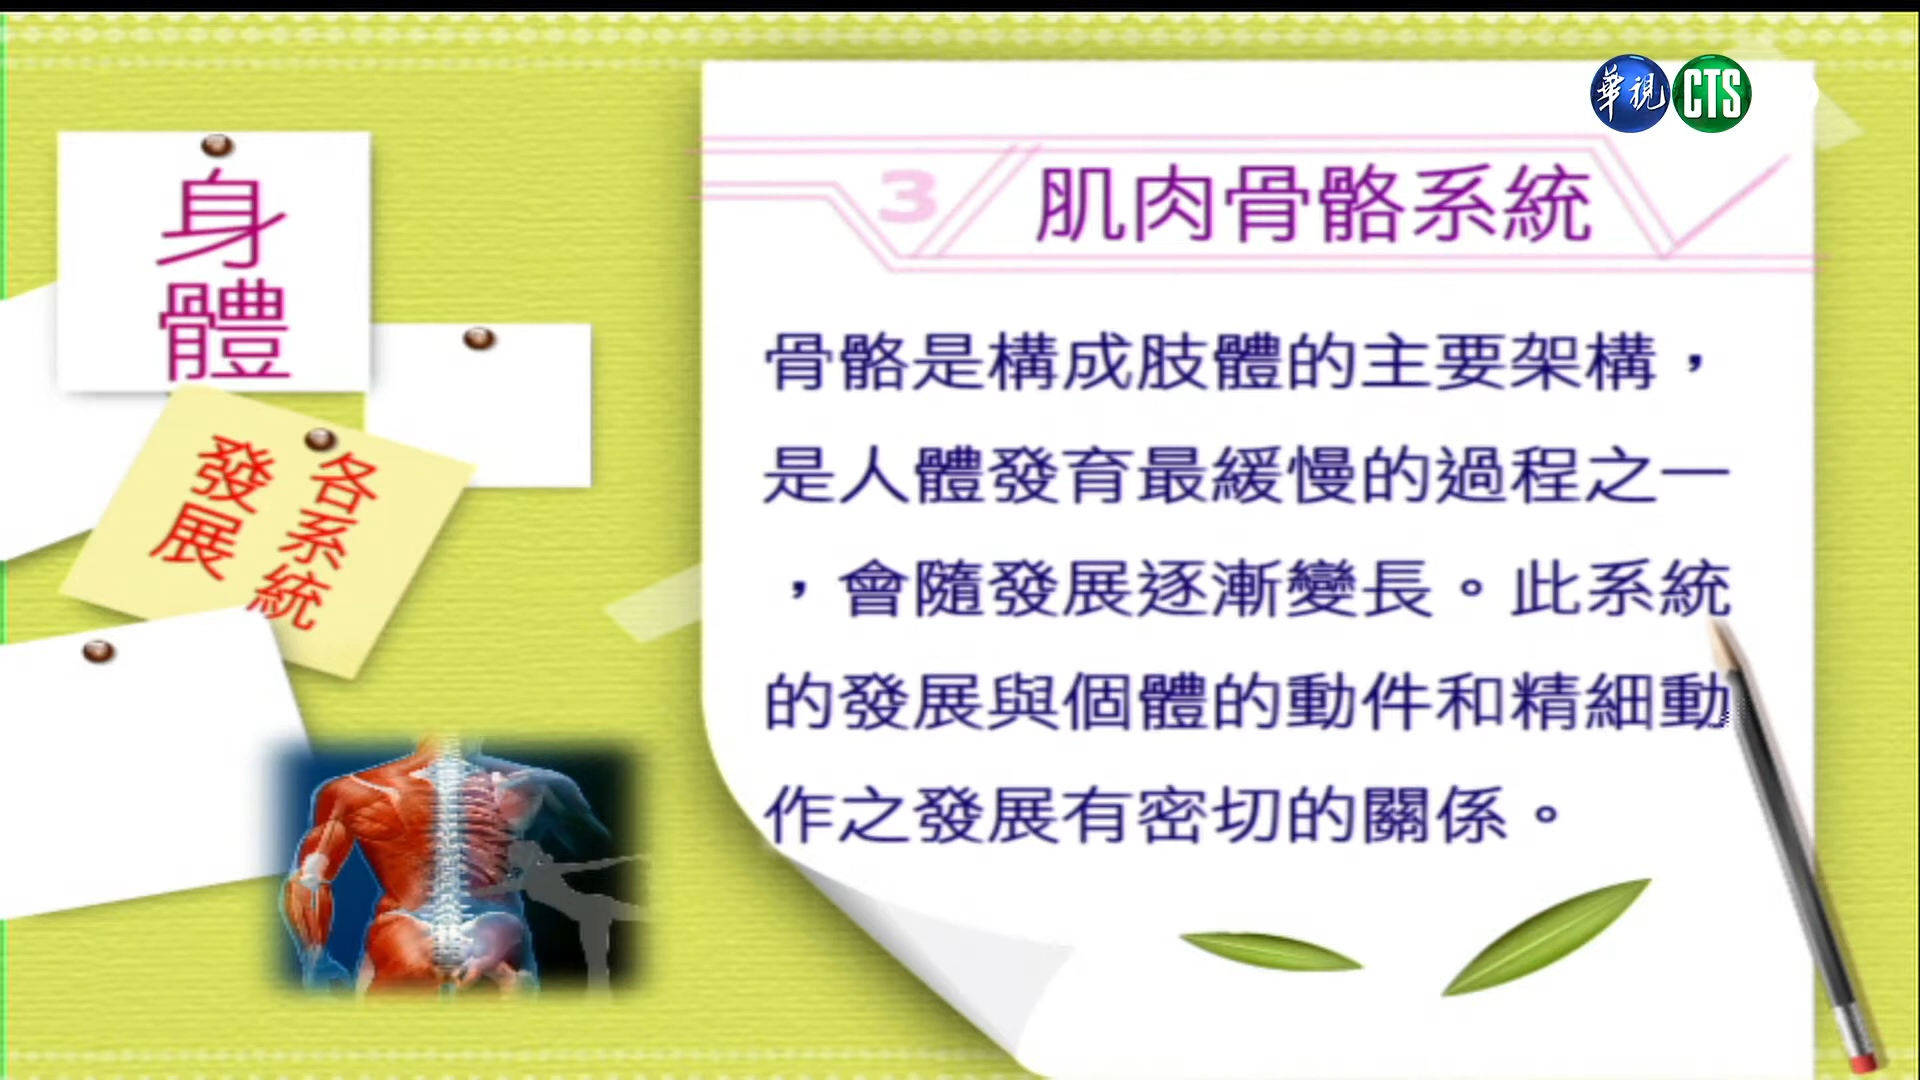 華視 CTS
身體
各系統
發展
3 肌肉骨骼系統
骨骼是構成肢體的主要架構，
是人體發育最緩慢的過程之一
，會隨發展逐漸變長。此系統
的發展與個體的動件和精細動
作之發展有密切的關係。